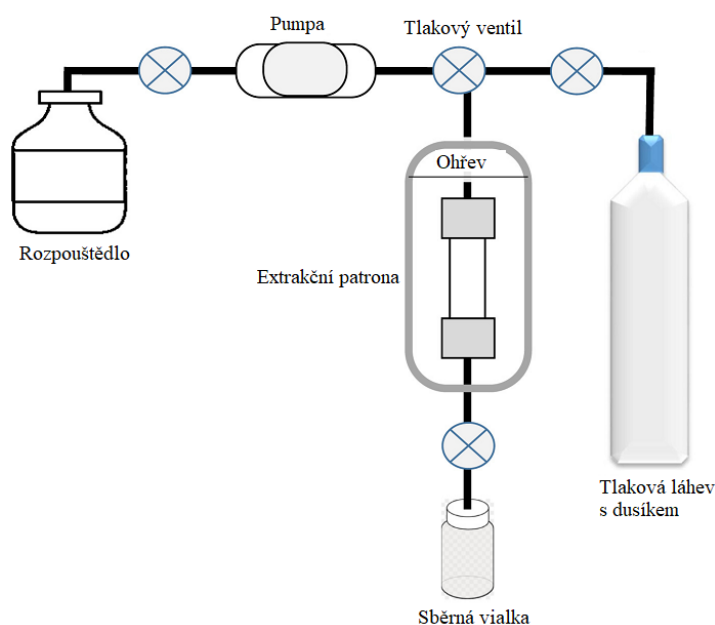 Pumpa
Tlakový ventil
Ohřev
Rozpouštědlo
Extrakční patrona
Tlaková láhev
s dusíkem
Sběrná vialka